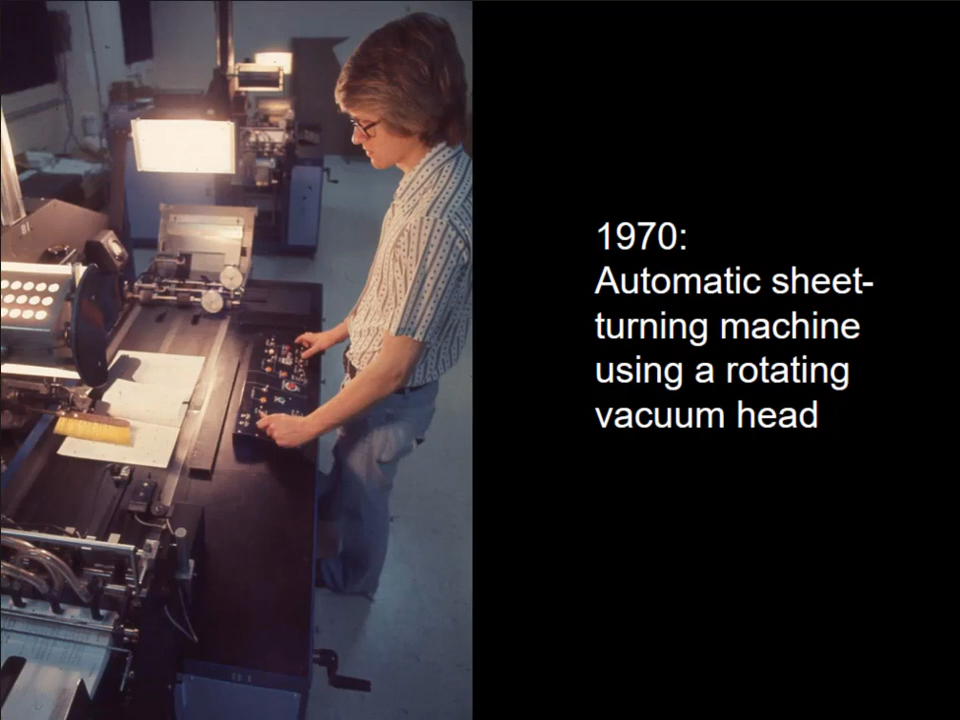 1970:
Automatic sheet-
turning machine
using a rotating
vacuum head